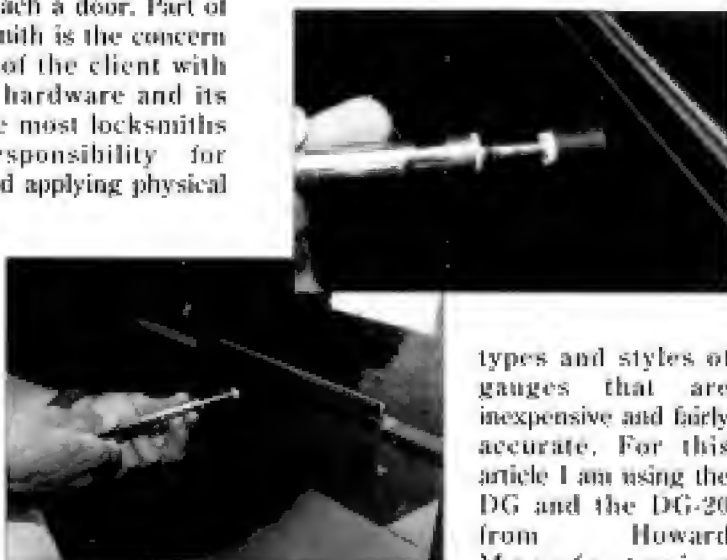 ach a door. Part of
mith is the concern
of the client with
hardware and its
e most locksmiths
esponsibility for
d applying physical
types and styles of
gauges that are
inexpensive and fairly
accurate. For this
article I am using the
DG and the DG-20
from Howard